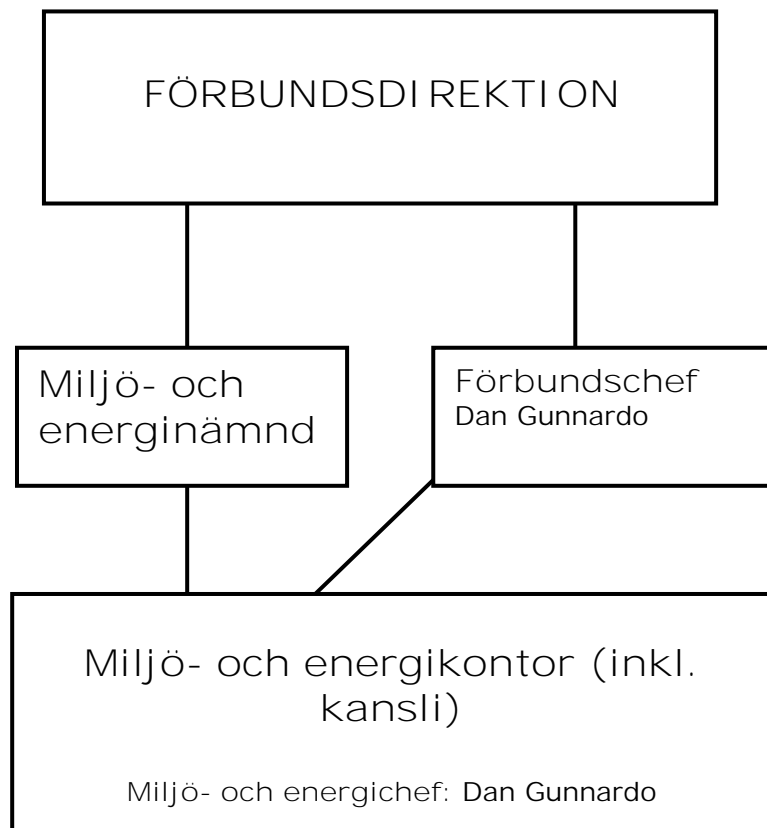 FÖRBUNDSDIREKTION
Miljö- och
energinämnd
Förbundschef
Dan Gunnardo
Miljö- och energikontor (inkl.
kansli)
Miljö- och energichef: Dan Gunnardo